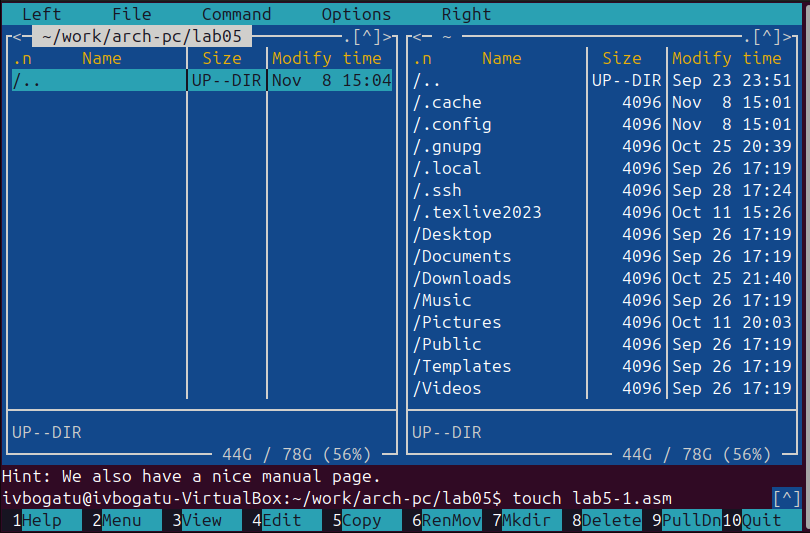 Left File Command Options Right
<- ~/work/arch-pc/lab05 .[^]> <- ~ .[^]>
.n Name Size Modify time .n Name Size Modify time
/.. UP--DIR Nov 8 15:04 /.. UP--DIR Sep 23 23:51
/.cache 4096 Nov 8 15:01
/.config 4096 Nov 8 15:01
/.gnupg 4096 Oct 25 20:39
/.local 4096 Sep 26 17:19
/.ssh 4096 Sep 28 17:24
/.texlive2023 4096 Oct 11 15:26
/Desktop 4096 Sep 26 17:19
/Documents 4096 Sep 26 17:19
/Downloads 4096 Oct 25 21:40
/Music 4096 Sep 26 17:19
/Pictures 4096 Oct 11 20:03
/Public 4096 Sep 26 17:19
/Templates 4096 Sep 26 17:19
/Videos 4096 Sep 26 17:19
UP--DIR UP--DIR
44G / 78G (56%) 44G / 78G (56%)
Hint: We also have a nice manual page.
ivbogatu@ivbogatu-VirtualBox:~/work/arch-pc/lab05$ touch lab5-1.asm [^]
1Help 2Menu 3View 4Edit 5Copy 6RenMov 7Mkdir 8Delete 9PullDn 10Quit